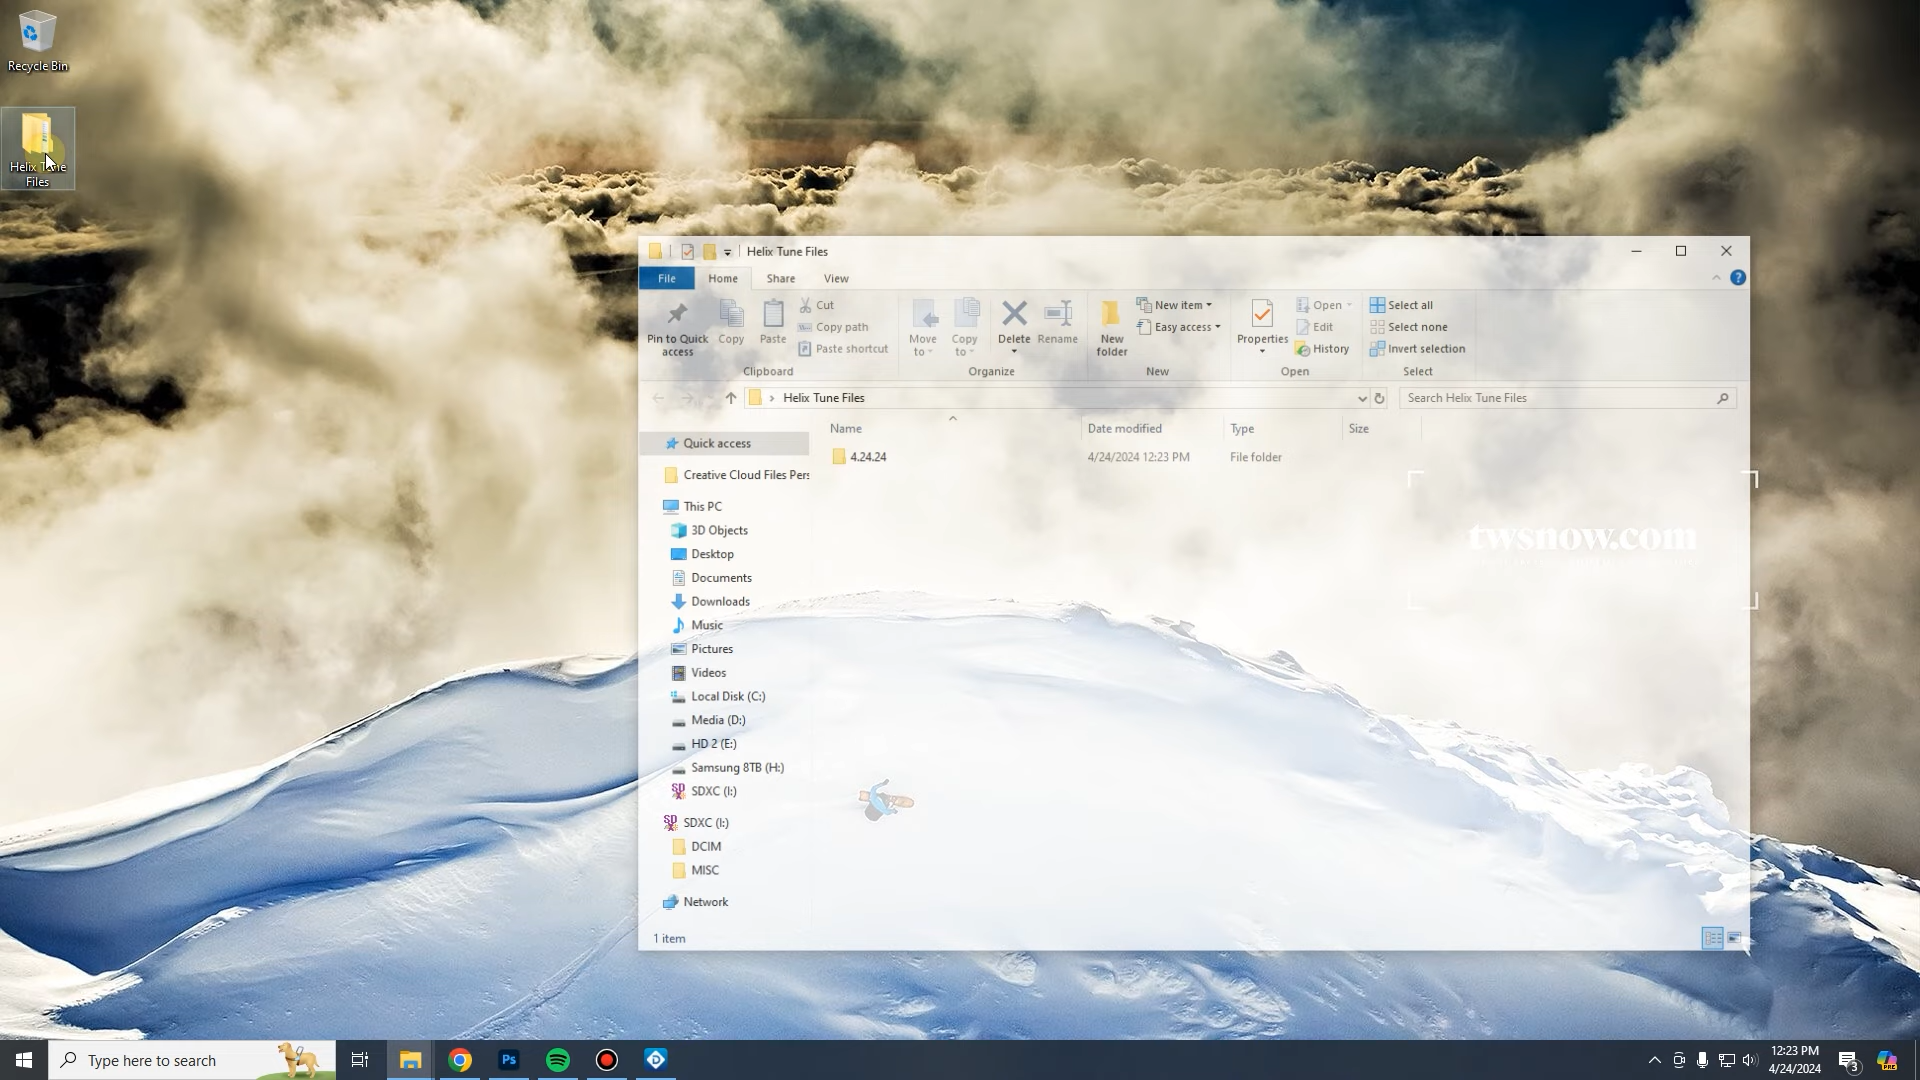 Recycle Bin
Helix Tune
Files
Helix Tune Files
File Home Share View
Pin to Quick
access
Copy
Paste
Cut
Copy path
Paste shortcut
Clipboard
Move
to
Copy
to
Delete
Rename
Organize
New
folder
New item
Easy access
New
Properties
Open
Edit
History
Open
Select all
Select none
Invert selection
Select
Helix Tune Files
Search Helix Tune Files
Name Date modified Type Size
4.24.24 4/24/2024 12:23 PM File folder
Quick access
Creative Cloud Files Pers
This PC
3D Objects
Desktop
Documents
Downloads
Music
Pictures
Videos
Local Disk (C:)
Media (D:)
HD 2 (E:)
Samsung 8TB (H:)
SDXC (I:)
SDXC (I:)
DCIM
MISC
Network
1 item
twsnow.com
Type here to search
Ps
12:23 PM
4/24/2024
3
PRE